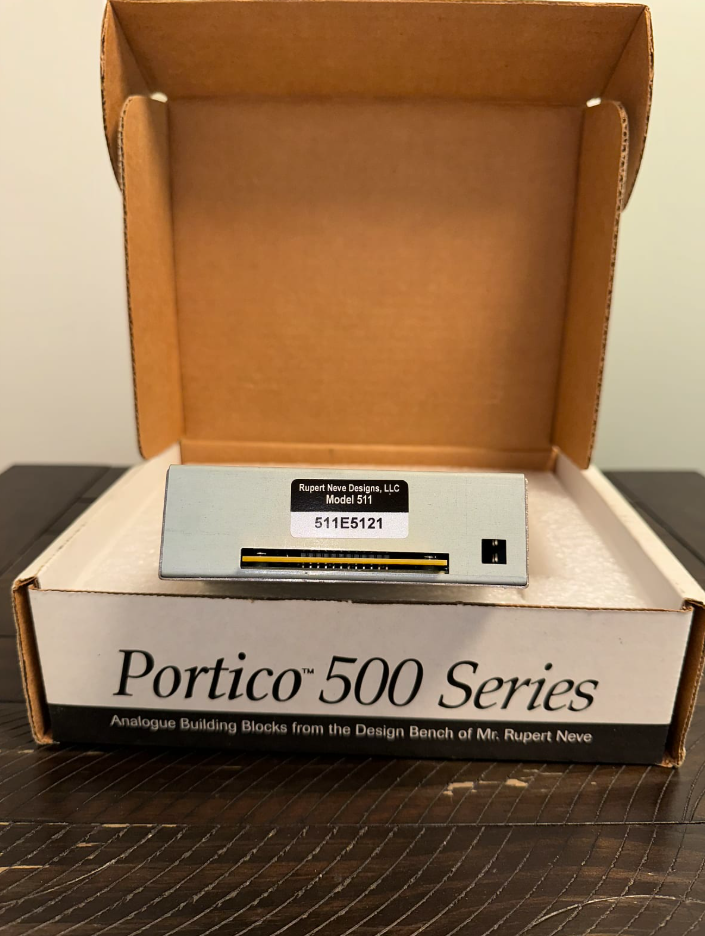 Rupert Neve Designs, LLC
Model 511
511E5121
Portico™ 500 Series
Analogue Building Blocks from the Design Bench of Mr. Rupert Neve